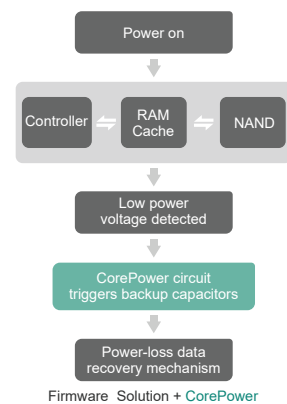 Power on
Controller
RAM
Cache
NAND
Low power
voltage detected
CorePower circuit
triggers backup capacitors
Power-loss data
recovery mechanism
Firmware Solution + CorePower